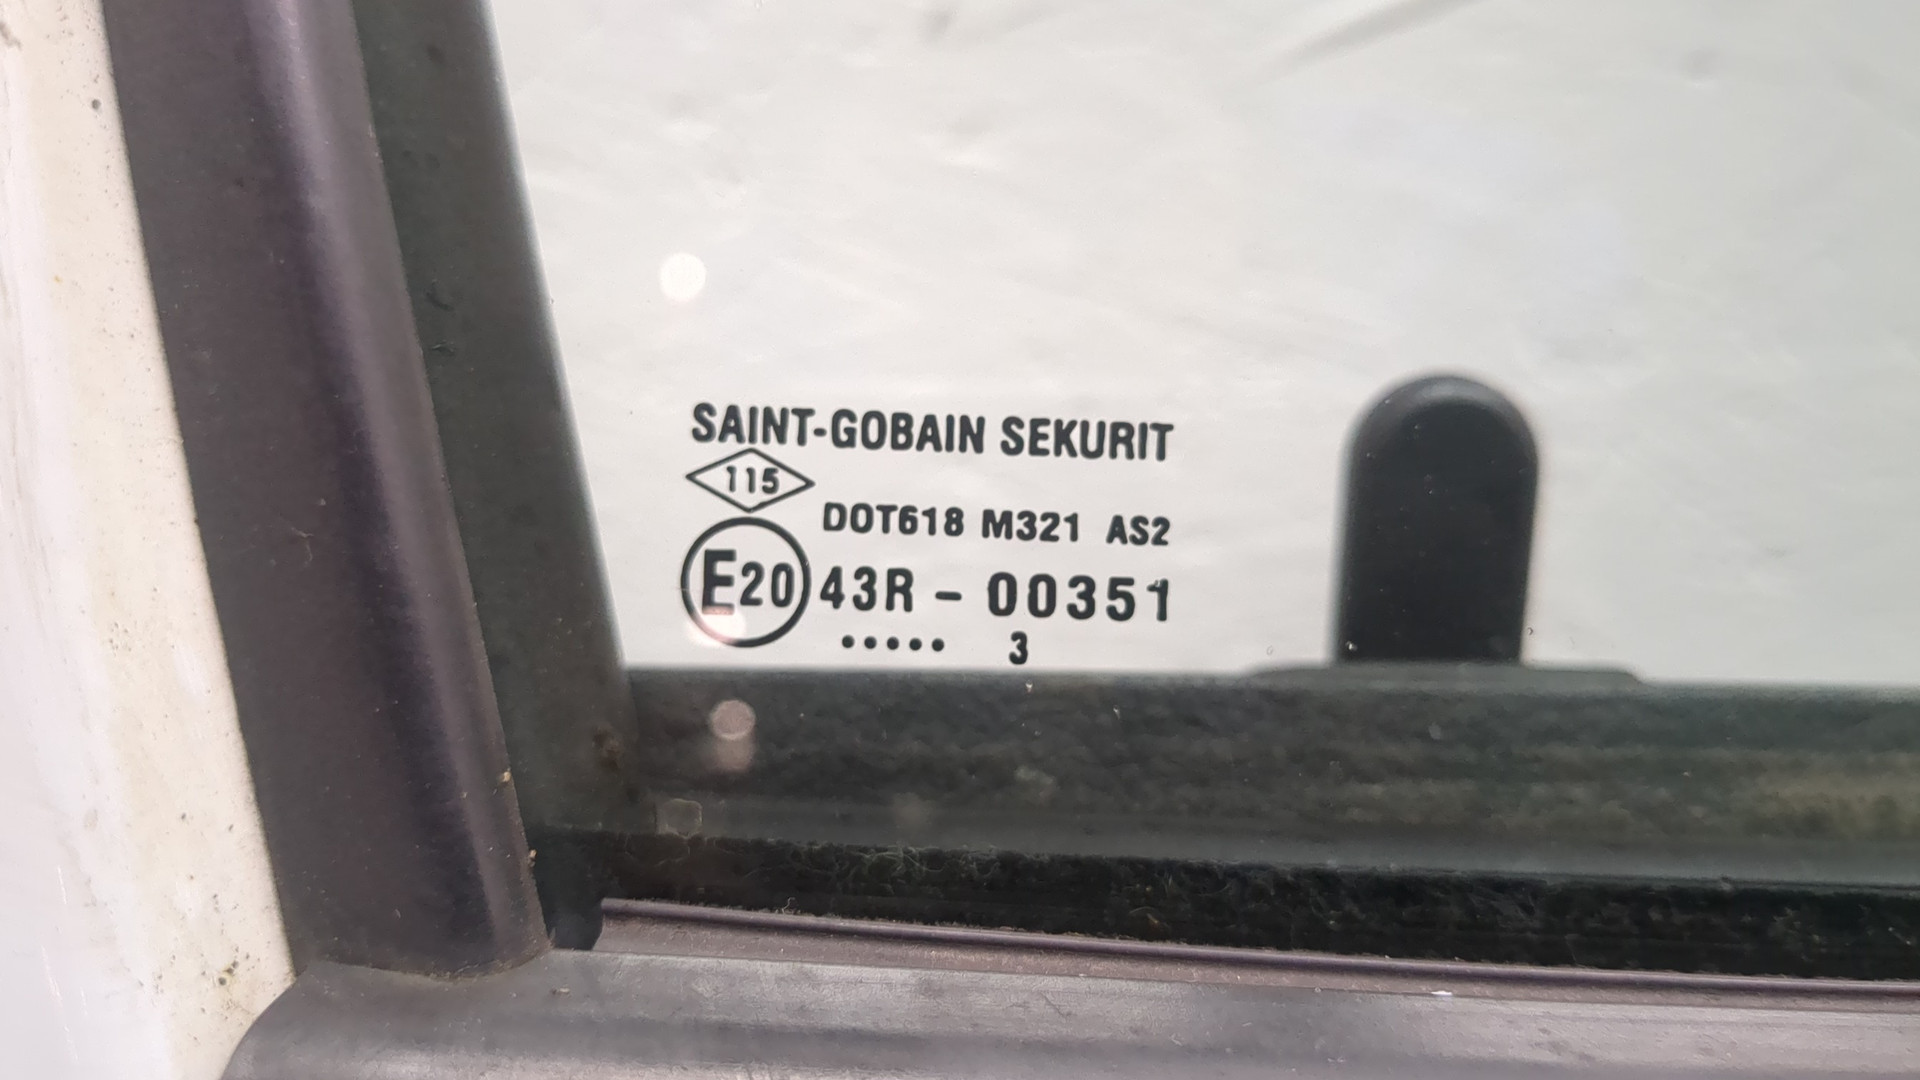 SAINT-GOBAIN SEKURIT
115
DOT618 M321 AS2
E20 43R - 00351
••••• 3